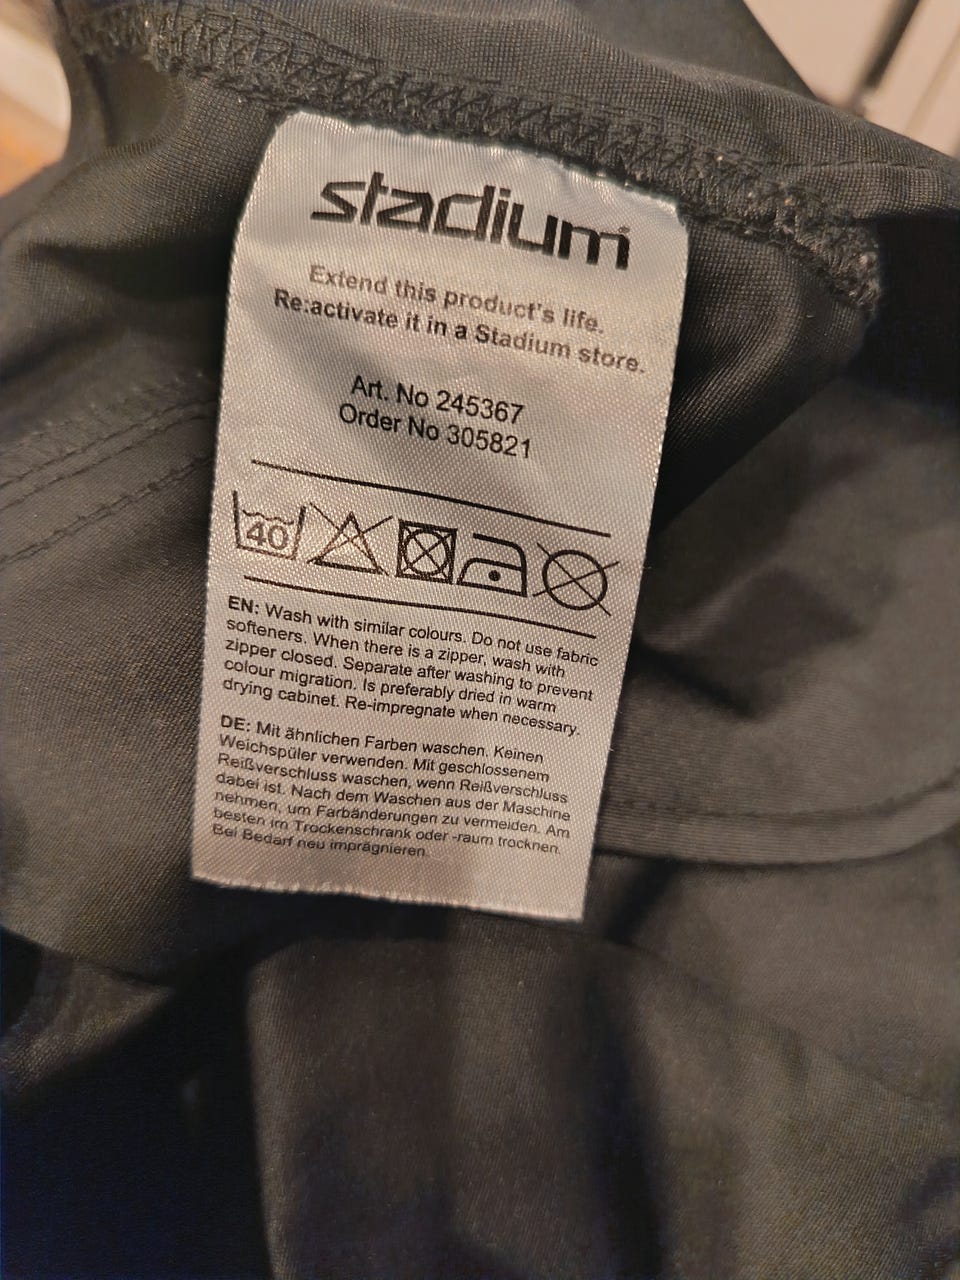 stadium
Extend this product's life.
Re:activate it in a Stadium store.
Art. No 245367
Order No 305821
40
EN: Wash with similar colours. Do not use fabric
softeners. When there is a zipper, wash with
zipper closed. Separate after washing to prevent
colour migration. Is preferably dried in warm
drying cabinet. Re-impregnate when necessary.
DE: Mit ähnlichen Farben waschen. Keinen
Weichspüler verwenden. Mit geschlossenem
Reißverschluss waschen, wenn Reißverschluss
dabei ist. Nach dem Waschen aus der Maschine
nehmen, um Farbänderungen zu vermeiden. Am
besten im Trockenschrank oder -raum trocknen.
Bei Bedarf neu imprägnieren.